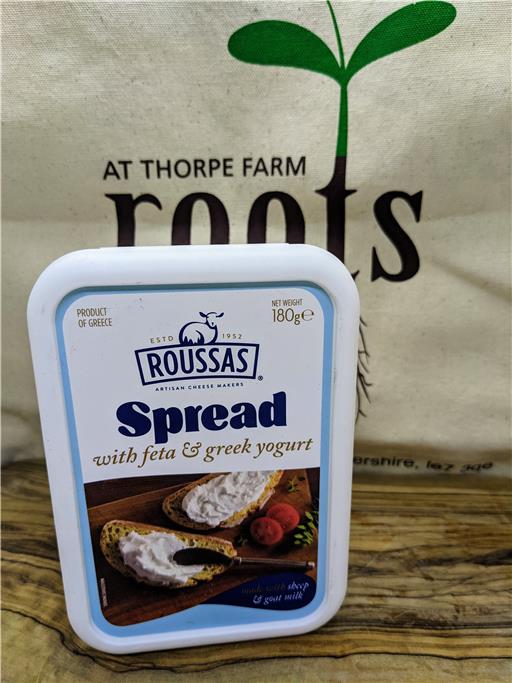 AT THORPE FARM
roots
ershire, le7 3qe
PRODUCT
OF GREECE
NET WEIGHT
180g℮
ESTD 1952
ROUSSAS®
ARTISAN CHEESE MAKERS
Spread
with feta & greek yogurt
made with sheep
& goat milk